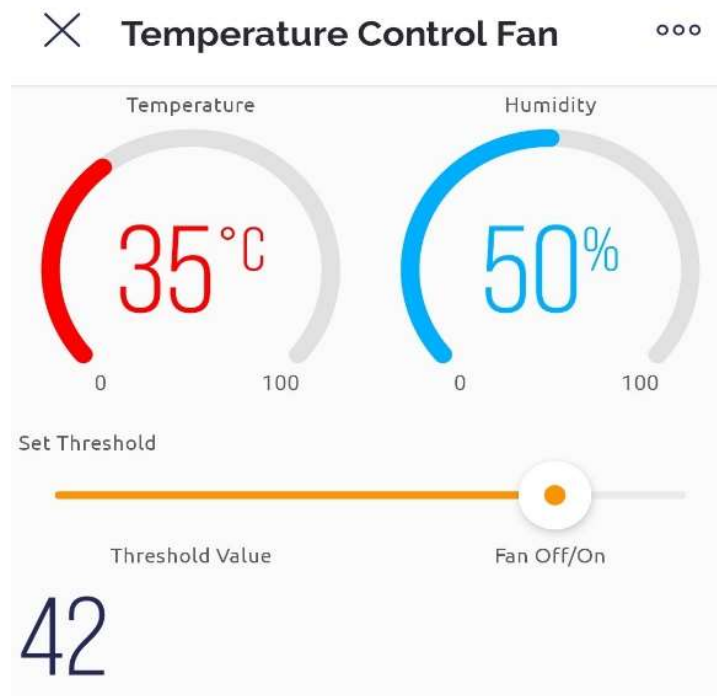 Temperature Control Fan
Temperature Humidity
35°C 50%
0 100 0 100
Set Threshold
Threshold Value Fan Off/On
42